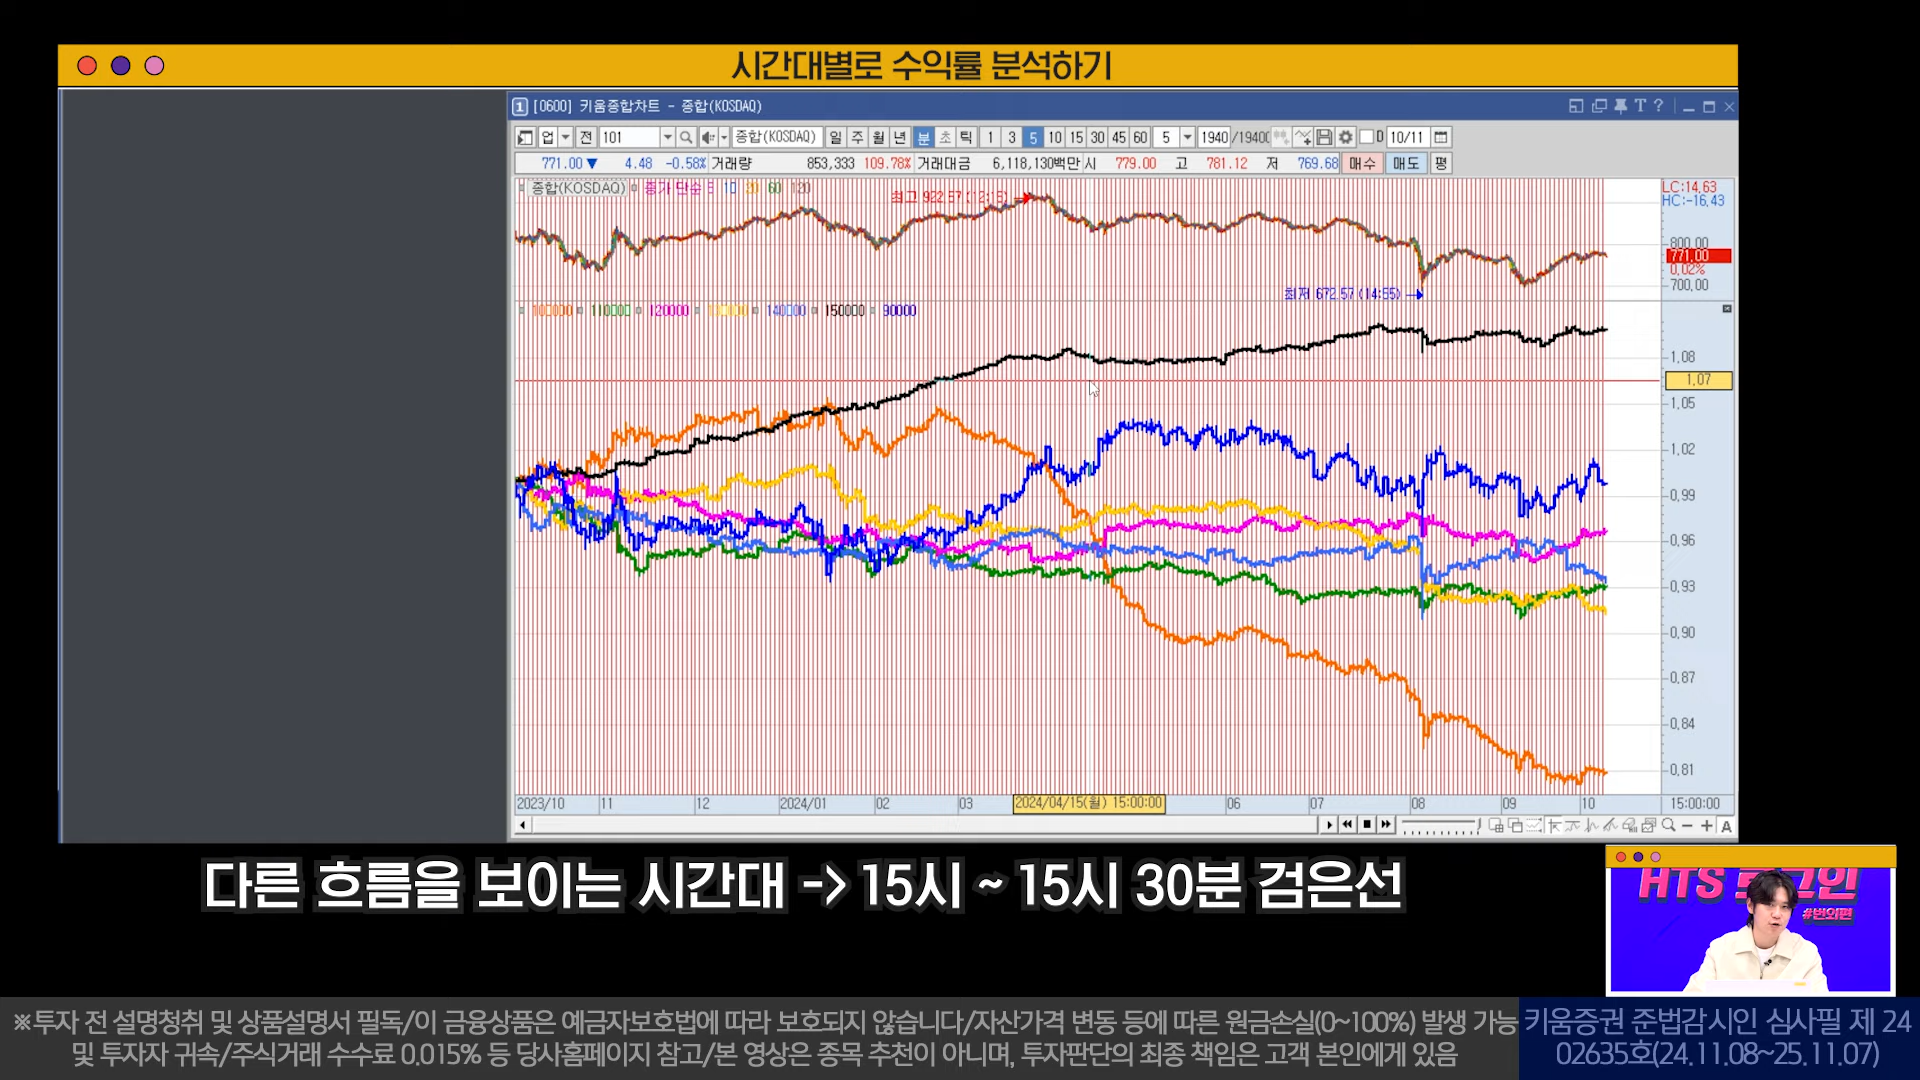 시간대별로 수익률 분석하기
1 [0600] 키움종합차트 - 종합(KOSDAQ)
업 전 101 종합(KOSDAQ) 일 주 월 년 분 초 틱 1 3 5 10 15 30 45 60 5 1940 /19400 D 10/11
771.00 ▼ 4.48 -0.58% 거래량 853,333 109.78% 거래대금 6,118,130백만 시 779.00 고 781.12 저 769.68 매수 매도 평
종합(KOSDAQ) 종가 단순 5 10 20 60 120
최고 922.57 (12:15)
LC:14.63
HC:-16.43
800.00
771.00
0.02%
700.00
최저 672.57 (14:55)
100000 110000 120000 130000 140000 150000 90000
1.08
1.07
1.05
1.02
0.99
0.96
0.93
0.90
0.87
0.84
0.81
2023/10 11 12 2024/01 02 03 2024/04/15(월) 15:00:00 06 07 08 09 10 15:00:00
A
다른 흐름을 보이는 시간대 -> 15시 ~ 15시 30분 검은선
HTS 로그인
#번외편
※투자 전 설명청취 및 상품설명서 필독/이 금융상품은 예금자보호법에 따라 보호되지 않습니다/자산가격 변동 등에 따른 원금손실(0~100%) 발생 가능
및 투자자 귀속/주식거래 수수료 0.015% 등 당사홈페이지 참고/본 영상은 종목 추천이 아니며, 투자판단의 최종 책임은 고객 본인에게 있음
키움증권 준법감시인 심사필 제 24
02635호(24.11.08~25.11.07)